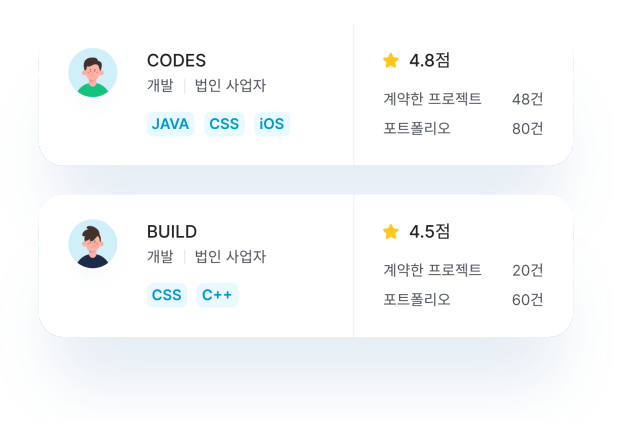 CODES
개발 | 법인 사업자
JAVA CSS iOS
4.8점
계약한 프로젝트 48건
포트폴리오 80건
BUILD
개발 | 법인 사업자
CSS C++
4.5점
계약한 프로젝트 20건
포트폴리오 60건